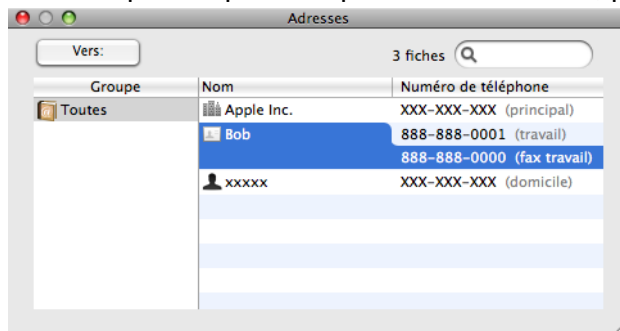 Adresses
Vers: 3 fiches
Groupe Nom Numéro de téléphone
Toutes Apple Inc. XXX-XXX-XXX (principal)
Bob 888-888-0001 (travail)
888-888-0000 (fax travail)
xxxxx XXX-XXX-XXX (domicile)